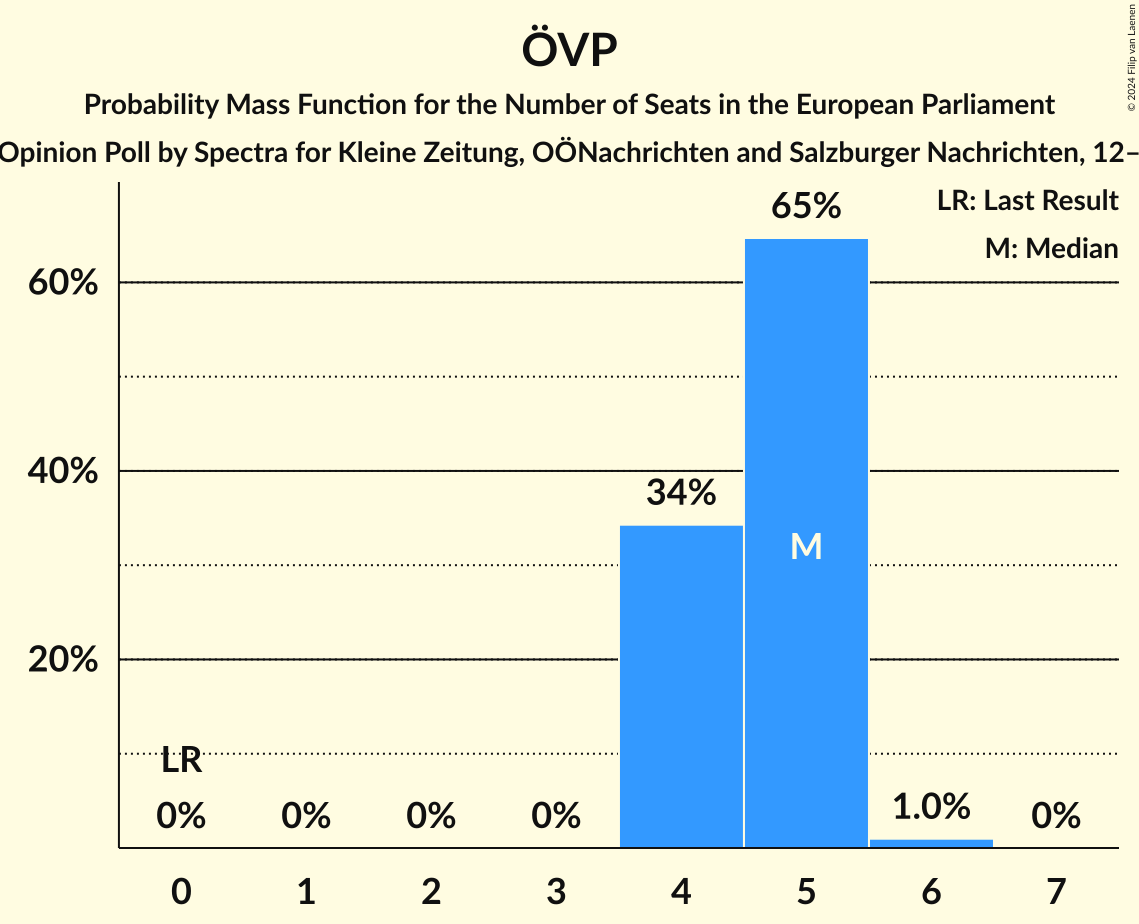 ÖVP
Probability Mass Function for the Number of Seats in the European Parliament
Opinion Poll by Spectra for Kleine Zeitung, OÖNachrichten and Salzburger Nachrichten, 12–
© 2024 Filip van Laenen
LR: Last Result
M: Median
65%
60%
40%
34%
M
20%
LR
0% 0% 0% 0% 1.0% 0%
0 1 2 3 4 5 6 7